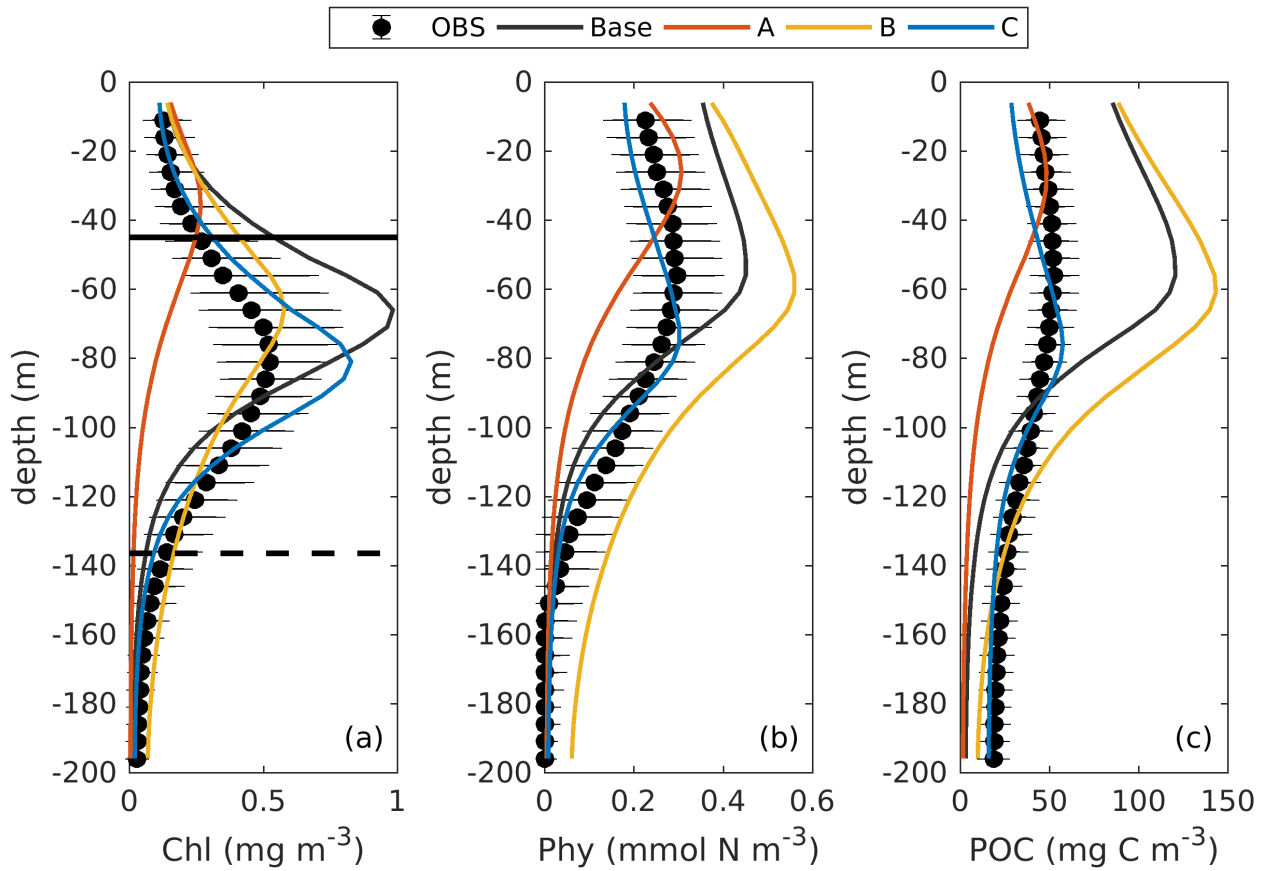 OBS Base A B C
0 0 0
-20 -20 -20
-40 -40 -40
-60 -60 -60
-80 -80 -80
-100 -100 -100
-120 -120 -120
-140 -140 -140
-160 -160 -160
-180 -180 -180
-200 -200 -200
depth (m) depth (m) depth (m)
(a) (b) (c)
0 0.5 1 0 0.2 0.4 0.6 0 50 100 150
Chl (mg m-3) Phy (mmol N m-3) POC (mg C m-3)